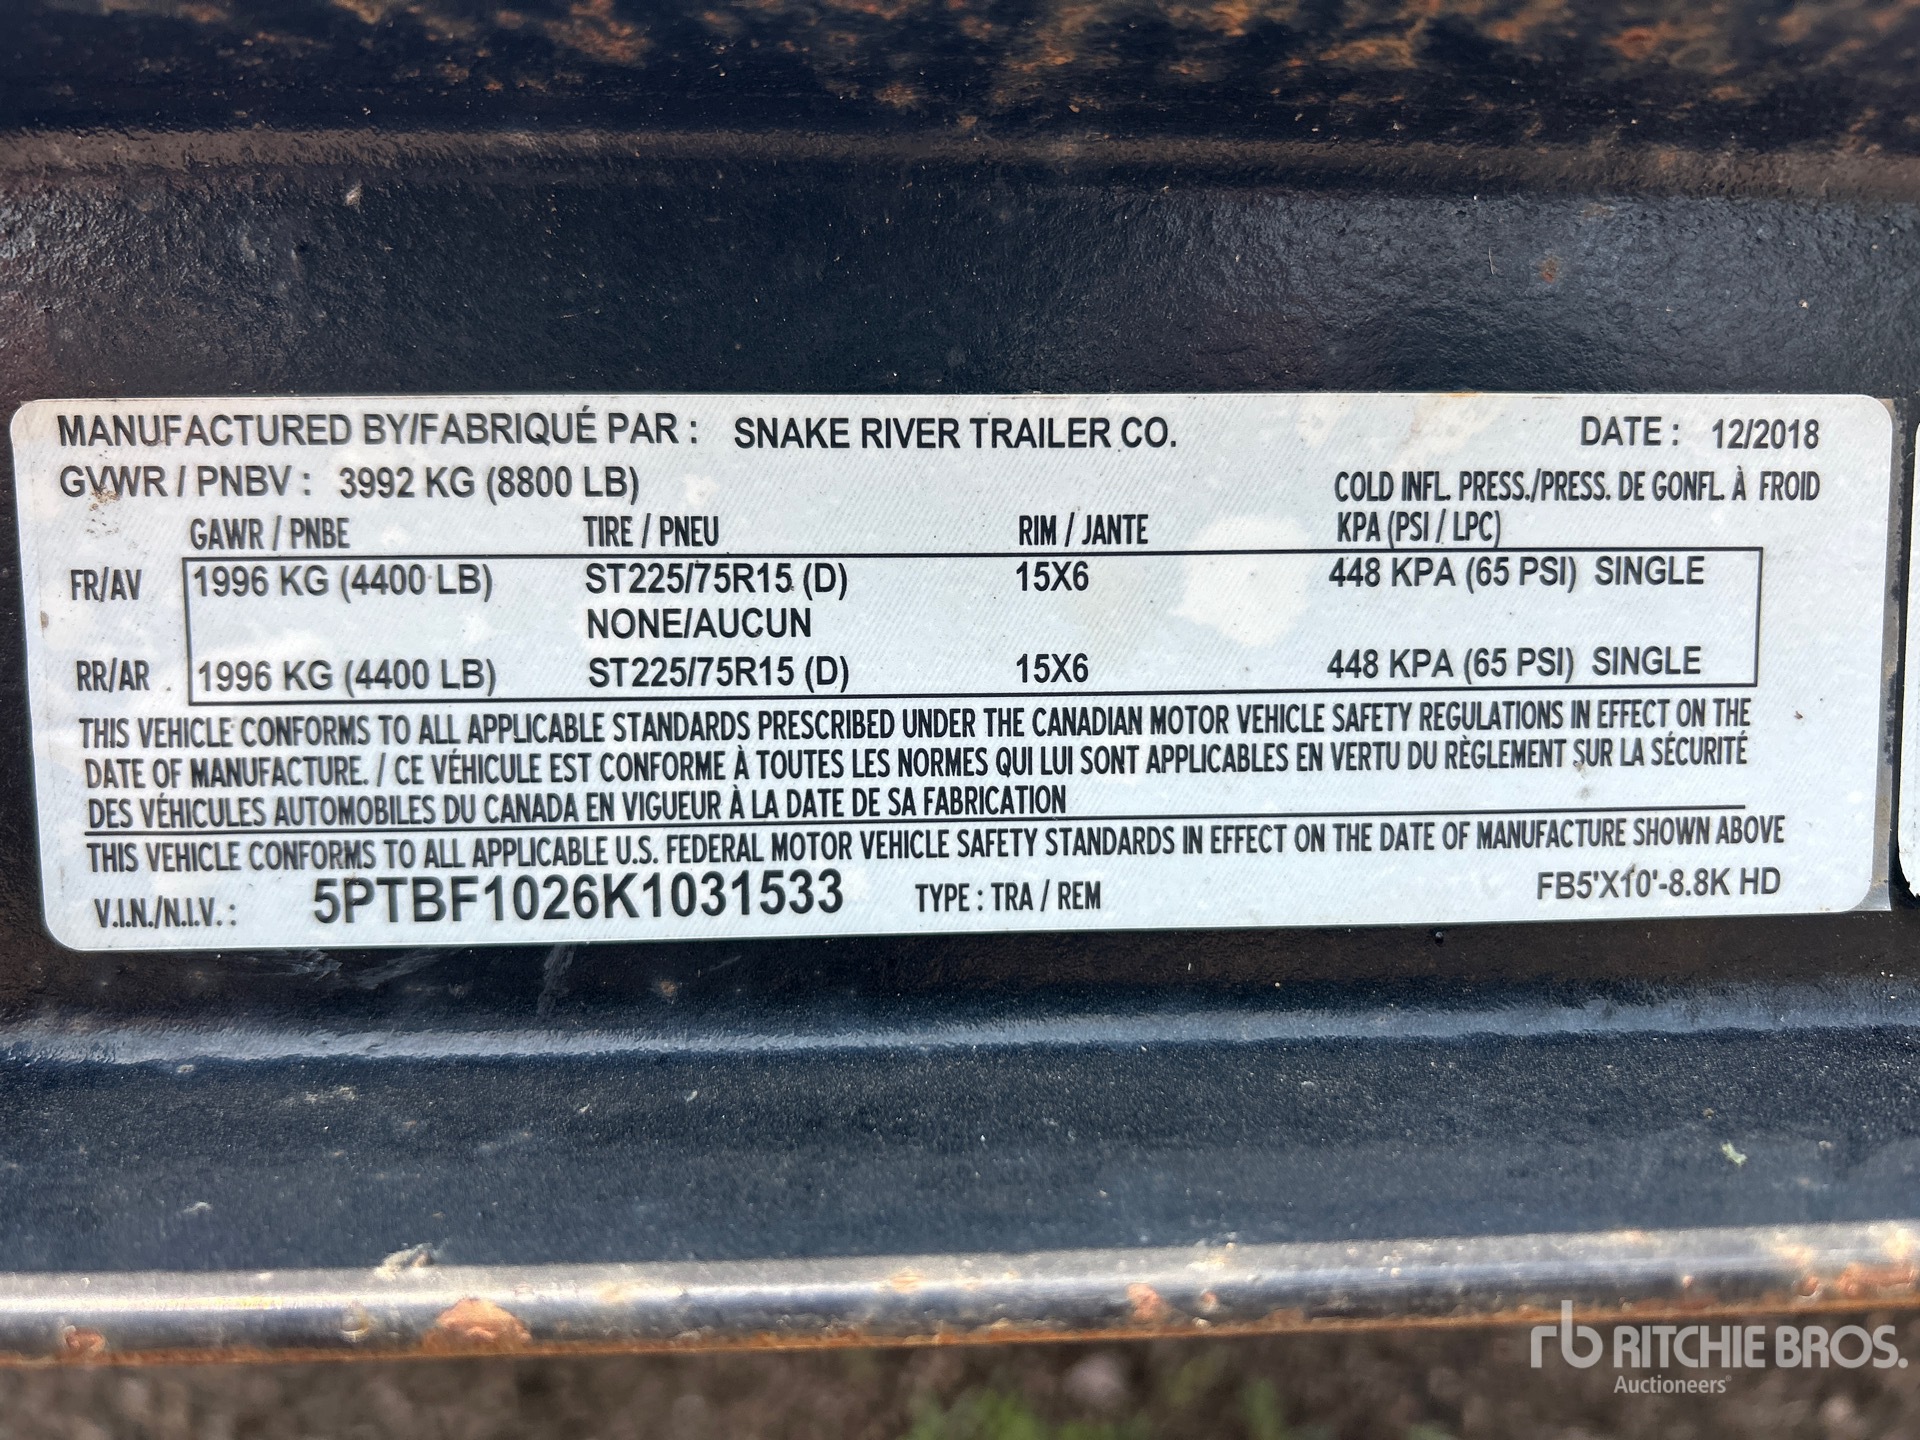 MANUFACTURED BY/FABRIQUÉ PAR : SNAKE RIVER TRAILER CO. DATE : 12/2018
GVWR / PNBV : 3992 KG (8800 LB) COLD INFL. PRESS./PRESS. DE GONFL. À FROID
GAWR / PNBE TIRE / PNEU RIM / JANTE KPA (PSI / LPC)
FR/AV 1996 KG (4400 LB) ST225/75R15 (D) 15X6 448 KPA (65 PSI) SINGLE
NONE/AUCUN
RR/AR 1996 KG (4400 LB) ST225/75R15 (D) 15X6 448 KPA (65 PSI) SINGLE
THIS VEHICLE CONFORMS TO ALL APPLICABLE STANDARDS PRESCRIBED UNDER THE CANADIAN MOTOR VEHICLE SAFETY REGULATIONS IN EFFECT ON THE
DATE OF MANUFACTURE. / CE VÉHICULE EST CONFORME À TOUTES LES NORMES QUI LUI SONT APPLICABLES EN VERTU DU RÈGLEMENT SUR LA SÉCURITÉ
DES VÉHICULES AUTOMOBILES DU CANADA EN VIGUEUR À LA DATE DE SA FABRICATION
THIS VEHICLE CONFORMS TO ALL APPLICABLE U.S. FEDERAL MOTOR VEHICLE SAFETY STANDARDS IN EFFECT ON THE DATE OF MANUFACTURE SHOWN ABOVE
V.I.N./N.I.V. : 5PTBF1026K1031533 TYPE : TRA / REM FB5'X10'-8.8K HD
rb RITCHIE BROS.
Auctioneers